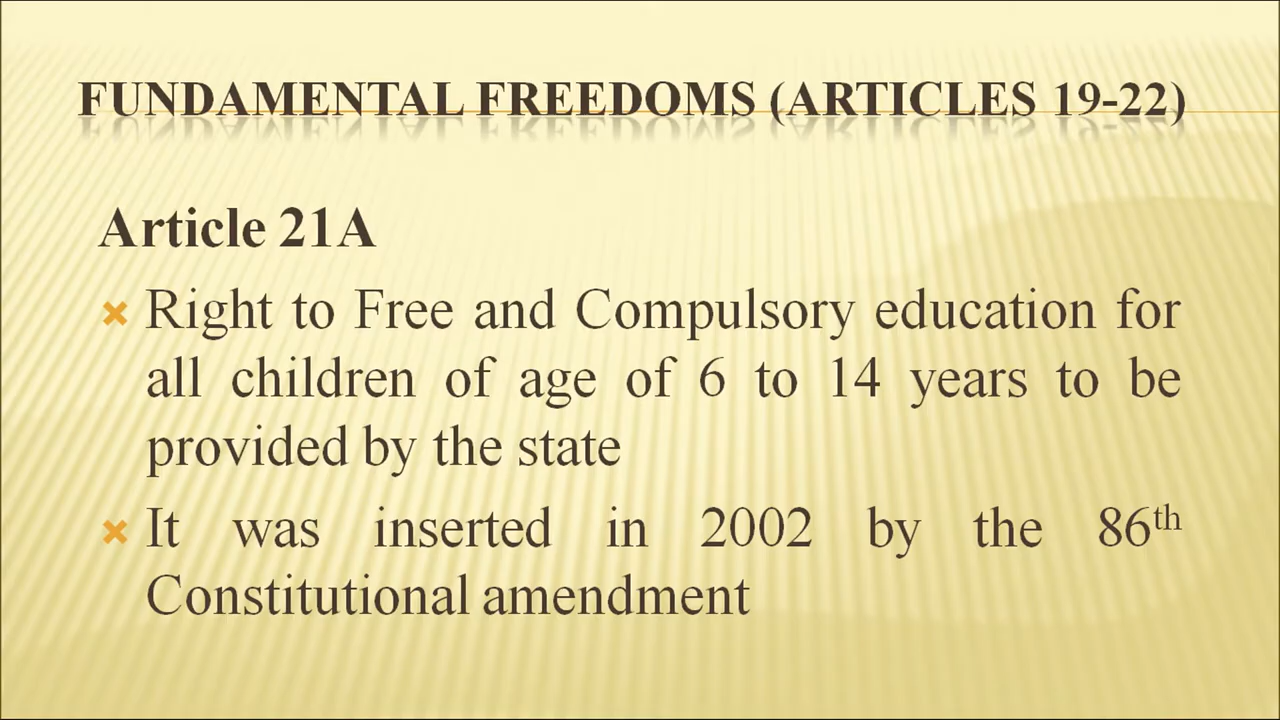 FUNDAMENTAL FREEDOMS (ARTICLES 19-22)
Article 21A
Right to Free and Compulsory education for
all children of age of 6 to 14 years to be
provided by the state
It was inserted in 2002 by the 86th
Constitutional amendment